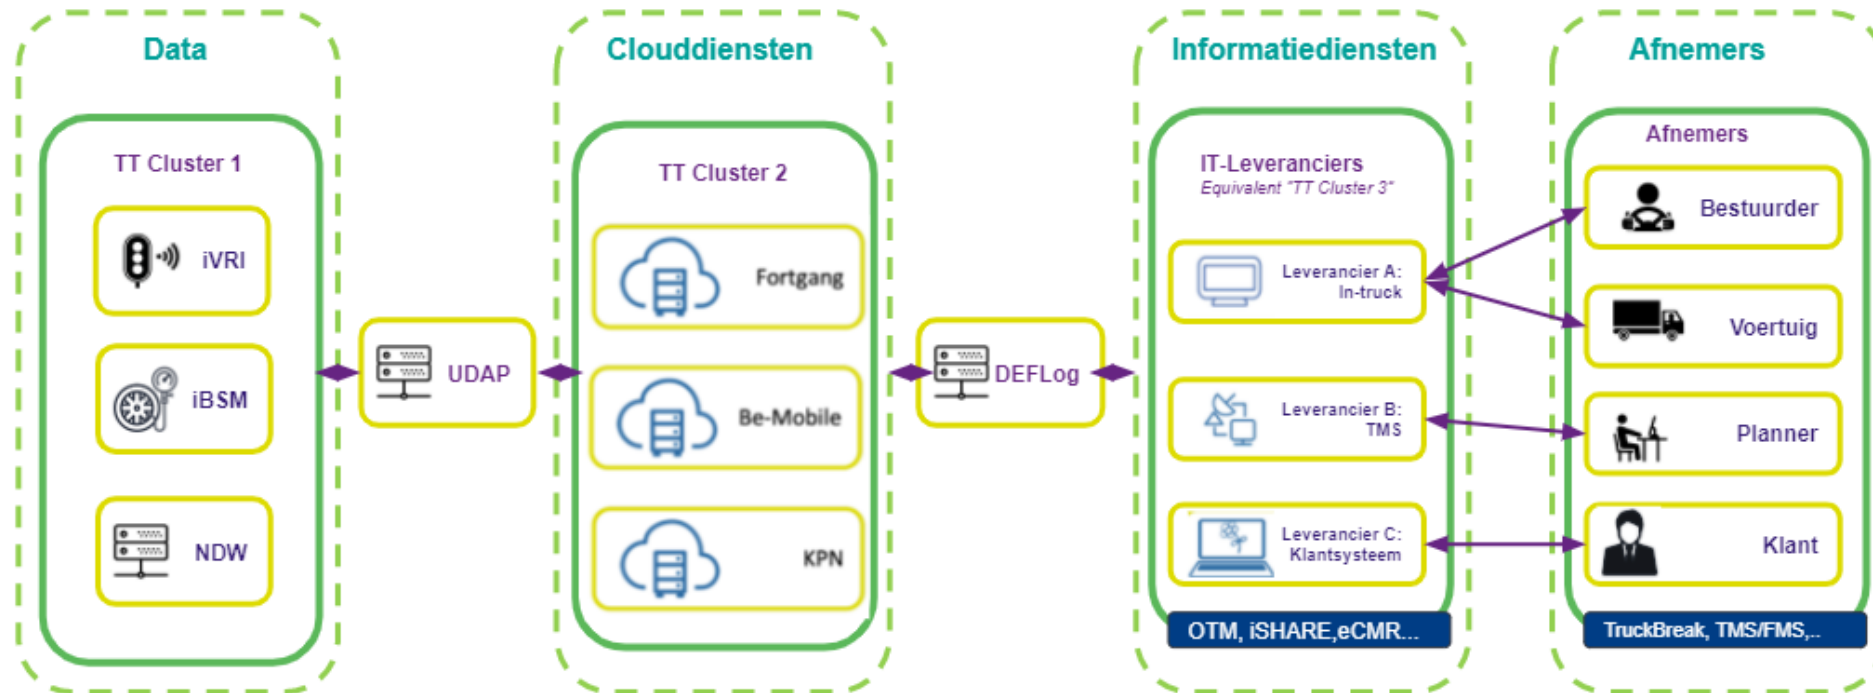 Data
TT Cluster 1
iVRI
iBSM
NDW
UDAP
Clouddiensten
TT Cluster 2
Fortgang
Be-Mobile
KPN
DEFLog
Informatiediensten
IT-Leveranciers
Equivalent "TT Cluster 3"
Leverancier A:
In-truck
Leverancier B:
TMS
Leverancier C:
Klantsysteem
OTM, iSHARE,eCMR...
Afnemers
Afnemers
Bestuurder
Voertuig
Planner
Klant
TruckBreak, TMS/FMS,..